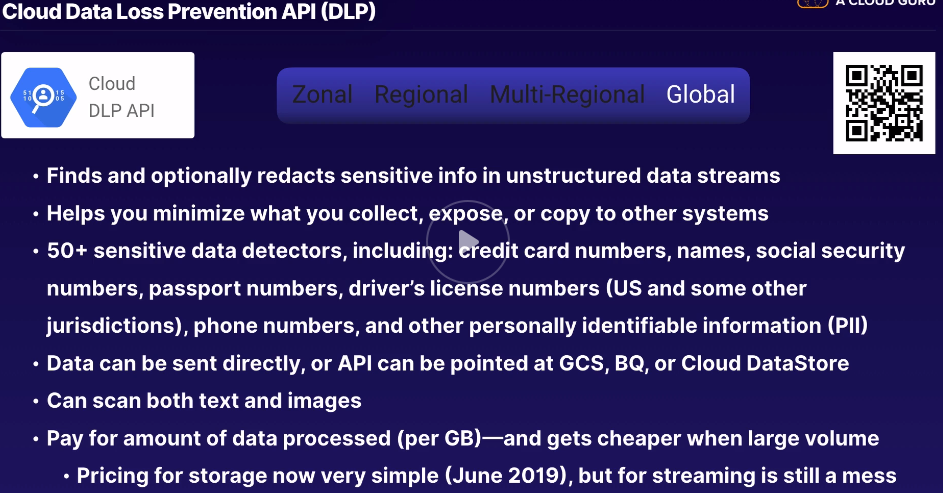 Cloud Data Loss Prevention API (DLP)
A CLOUD GURU
Cloud
DLP API
Zonal Regional Multi-Regional Global
• Finds and optionally redacts sensitive info in unstructured data streams
• Helps you minimize what you collect, expose, or copy to other systems
• 50+ sensitive data detectors, including: credit card numbers, names, social security
numbers, passport numbers, driver's license numbers (US and some other
jurisdictions), phone numbers, and other personally identifiable information (PII)
• Data can be sent directly, or API can be pointed at GCS, BQ, or Cloud DataStore
• Can scan both text and images
• Pay for amount of data processed (per GB)—and gets cheaper when large volume
• Pricing for storage now very simple (June 2019), but for streaming is still a mess